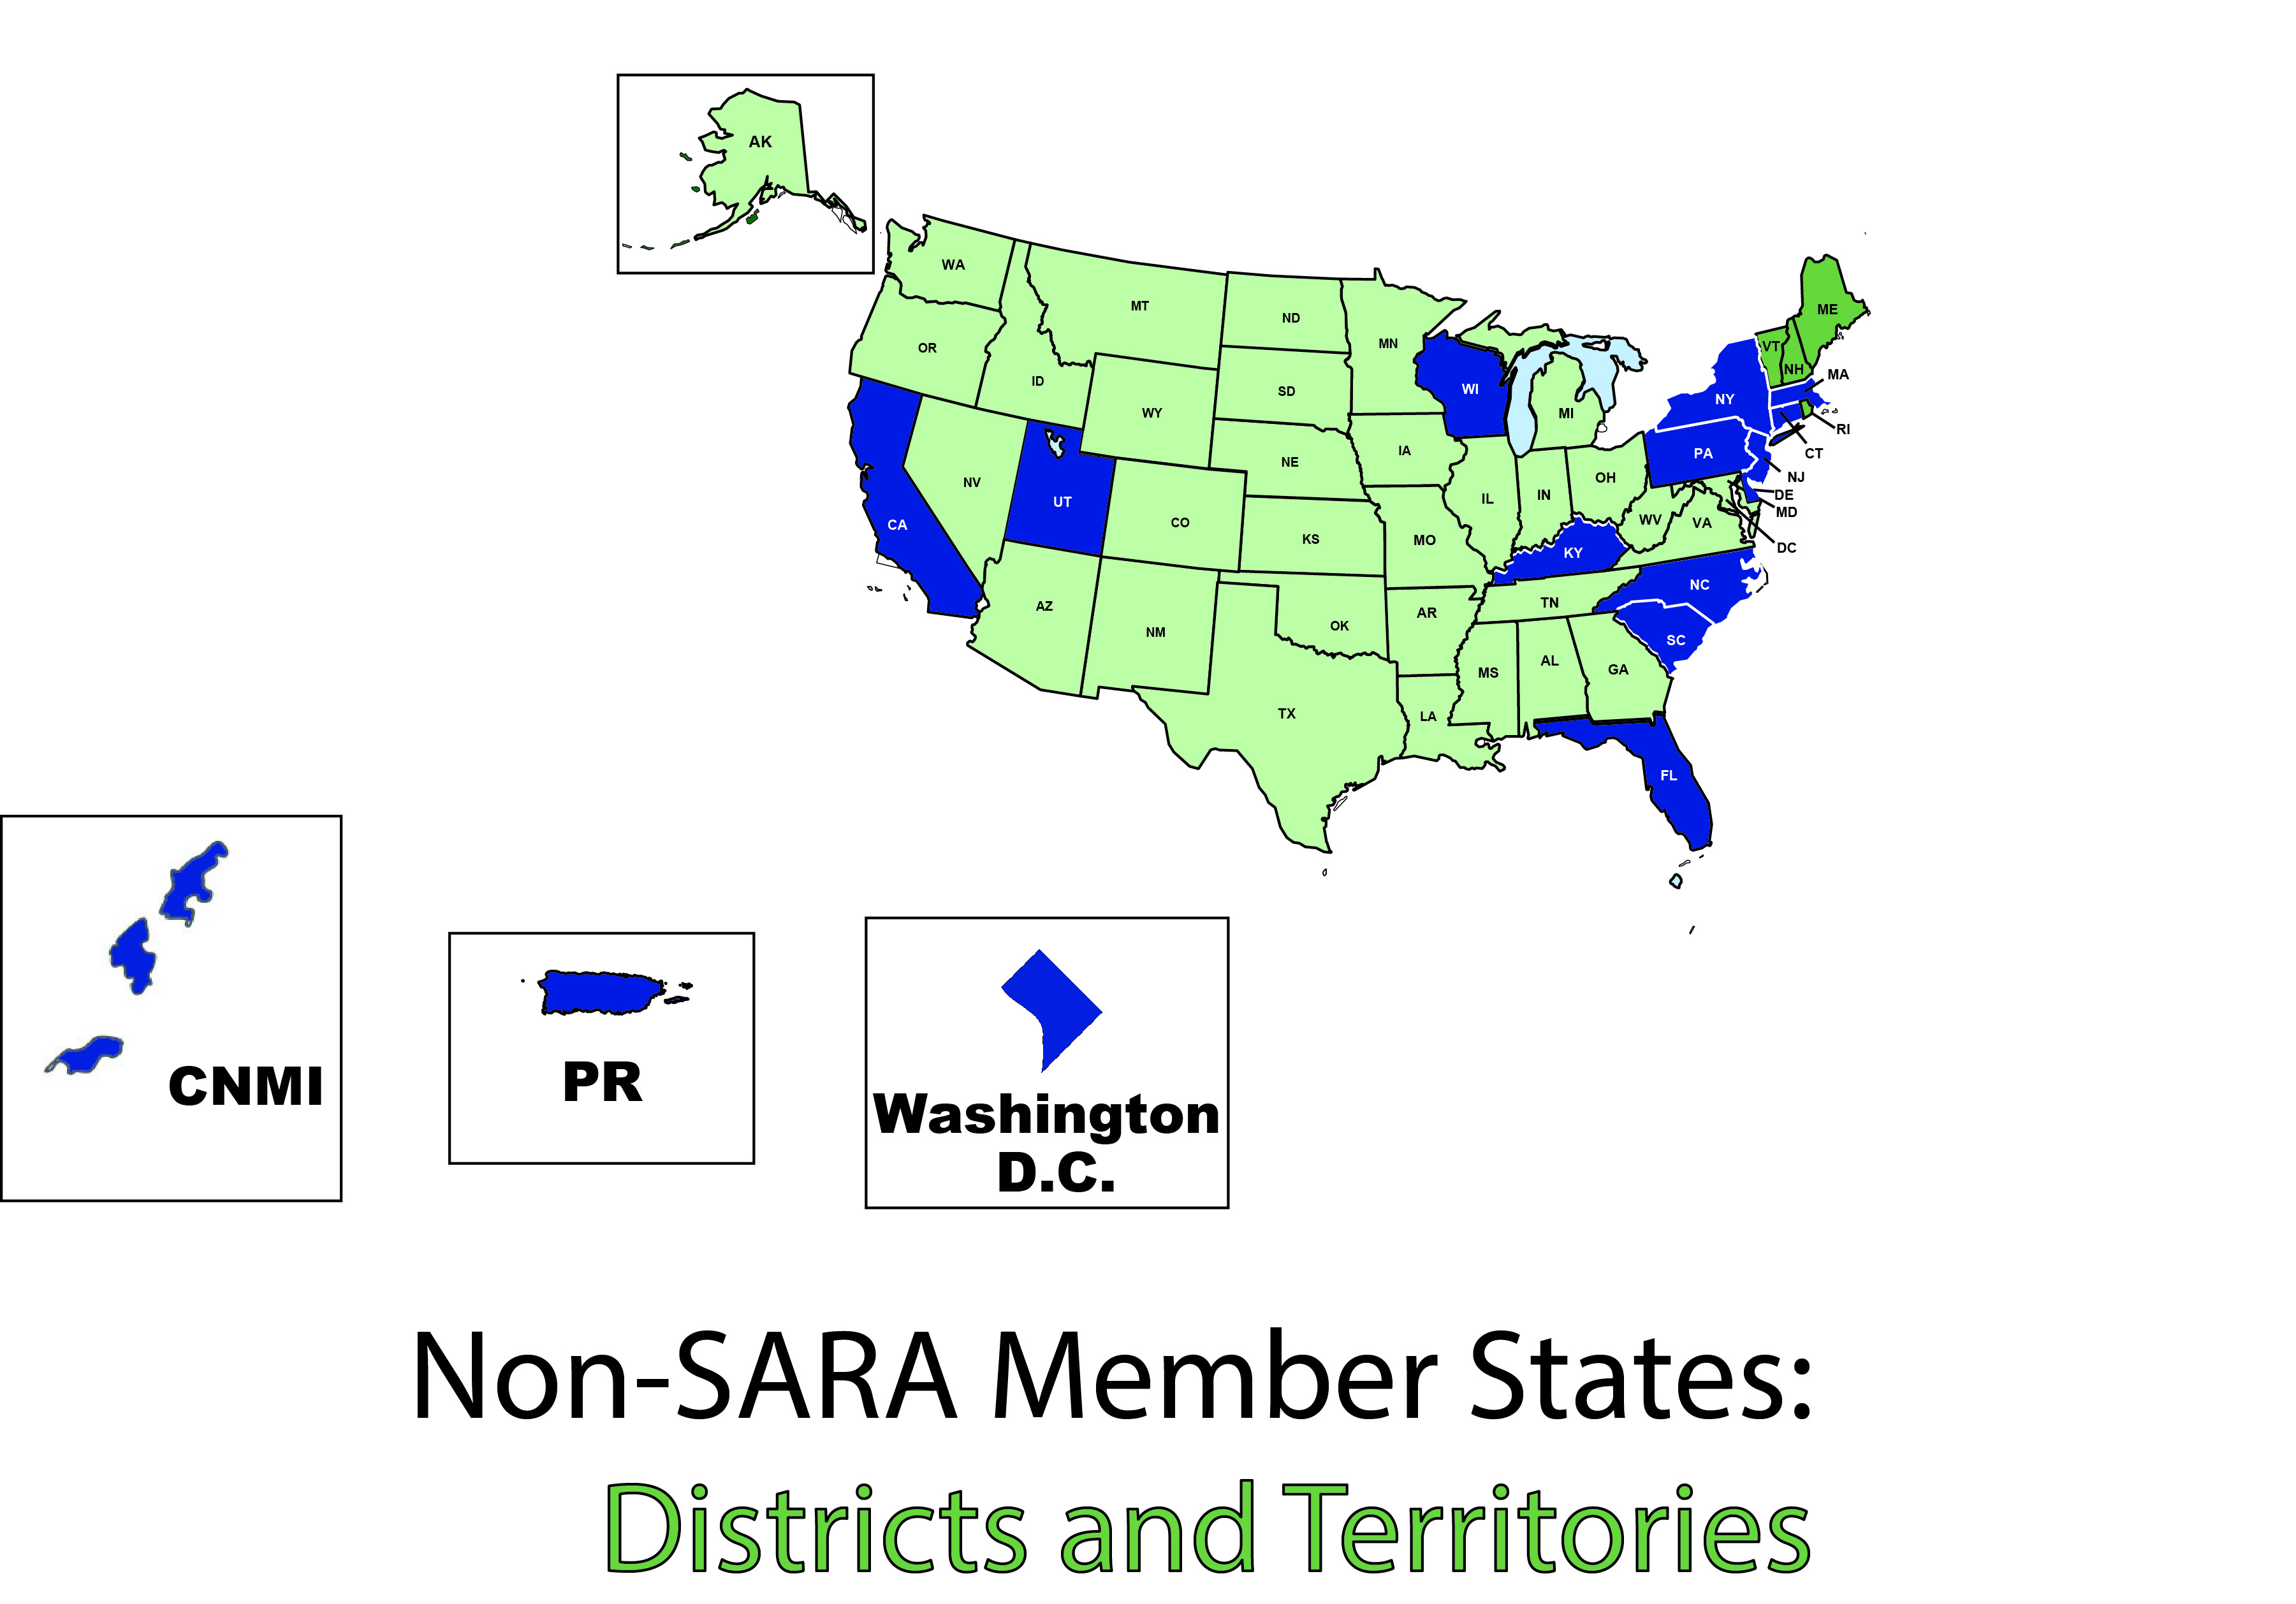 AK
WA
MT
ME
ND
VT
MN
OR
NH
MA
ID
WI
SD
NY
WY
MI
RI
IA
PA
CT
NE
OH
NJ
NV
IL
IN
DE
UT
MD
WV
VA
CA
CO
KS
MO
DC
KY
NC
AZ
TN
AR
OK
NM
SC
AL
GA
MS
TX
LA
FL
CNMI
PR
Washington
D.C.
Non-SARA Member States:
Districts and Territories